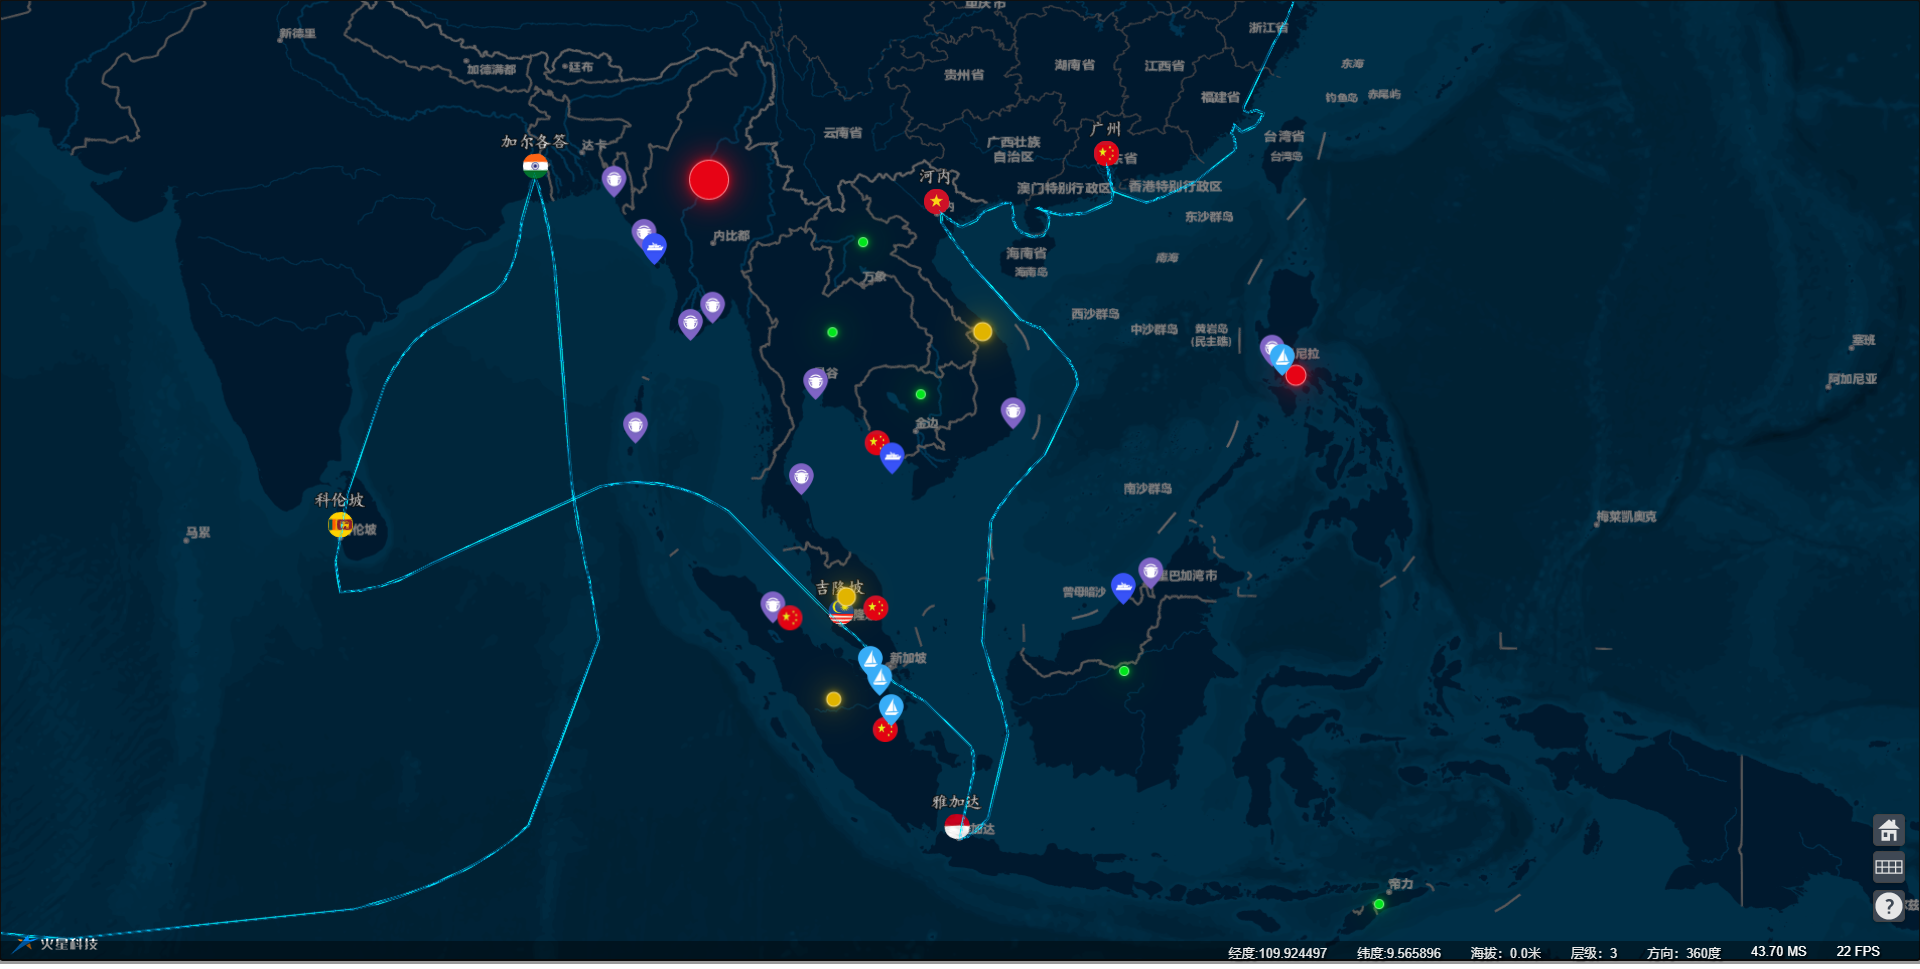 重庆市
浙江省
新德里
加德满都
廷布
贵州省
湖南省
江西省
东海
福建省
钓鱼岛
赤尾屿
云南省
广州
台湾省
加尔各答
达卡
广西壮族
自治区
东省
台湾岛
河内
澳门特别行政区
香港特别行政区
内
东沙群岛
内比都
海南省
南海
海南岛
万象
西沙群岛
中沙群岛
黄岩岛
(民主礁)
塞班
尼拉
谷
阿加尼亚
金边
南沙群岛
科伦坡
伦坡
马累
梅莱凯奥克
吉隆坡
里巴加湾市
曾母暗沙
隆
新加坡
雅加达
加达
帝力
兹
火星科技
经度:109.924497
纬度:9.565896
海拔：0.0米
层级：3
方向：360度
43.70 MS
22 FPS
?